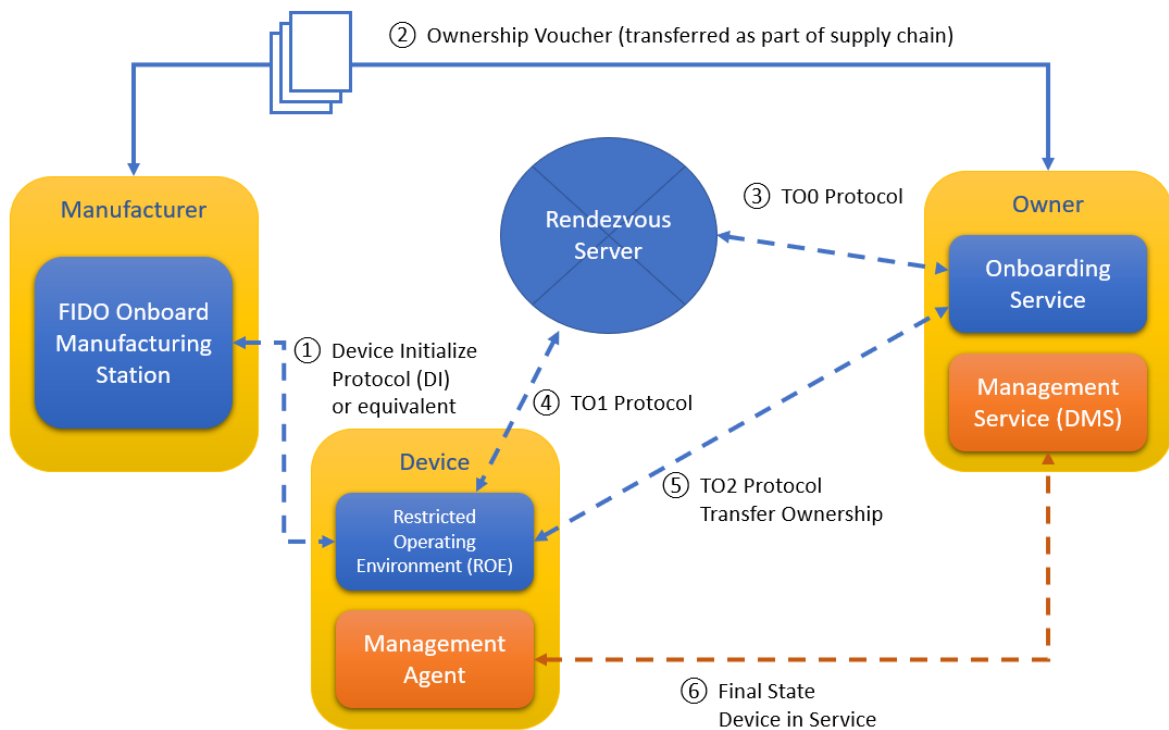 ② Ownership Voucher (transferred as part of supply chain)
Manufacturer
FIDO Onboard
Manufacturing
Station
Rendezvous
Server
③ TO0 Protocol
Owner
Onboarding
Service
Management
Service (DMS)
① Device Initialize
Protocol (DI)
or equivalent
④ TO1 Protocol
Device
Restricted
Operating
Environment (ROE)
Management
Agent
⑤ TO2 Protocol
Transfer Ownership
⑥ Final State
Device in Service